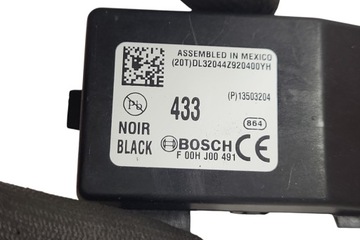 ASSEMBLED IN MEXICO
(20T)DL32044Z920400YH
(P)13503204
Pb
433
864
NOIR
BLACK
BOSCH CE
F 00H J00 491